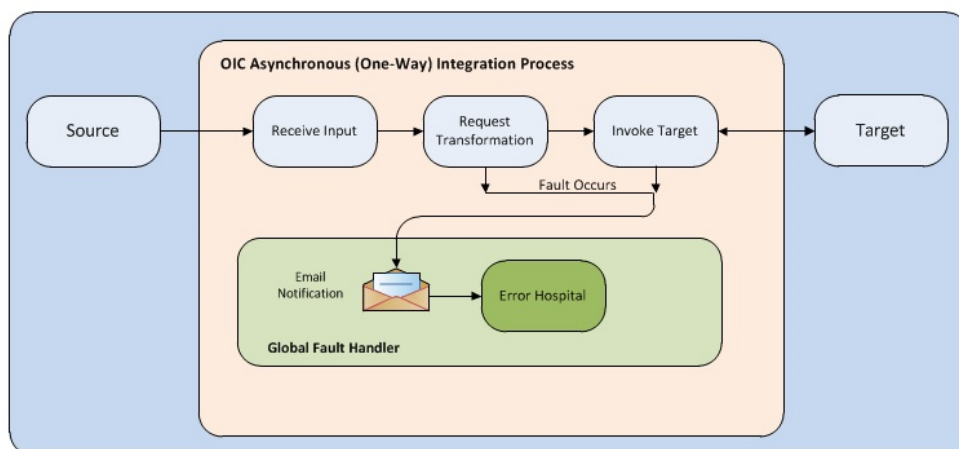 OIC Asynchronous (One-Way) Integration Process
Source
Receive Input
Request
Transformation
Invoke Target
Target
Fault Occurs
Email
Notification
Error Hospital
Global Fault Handler